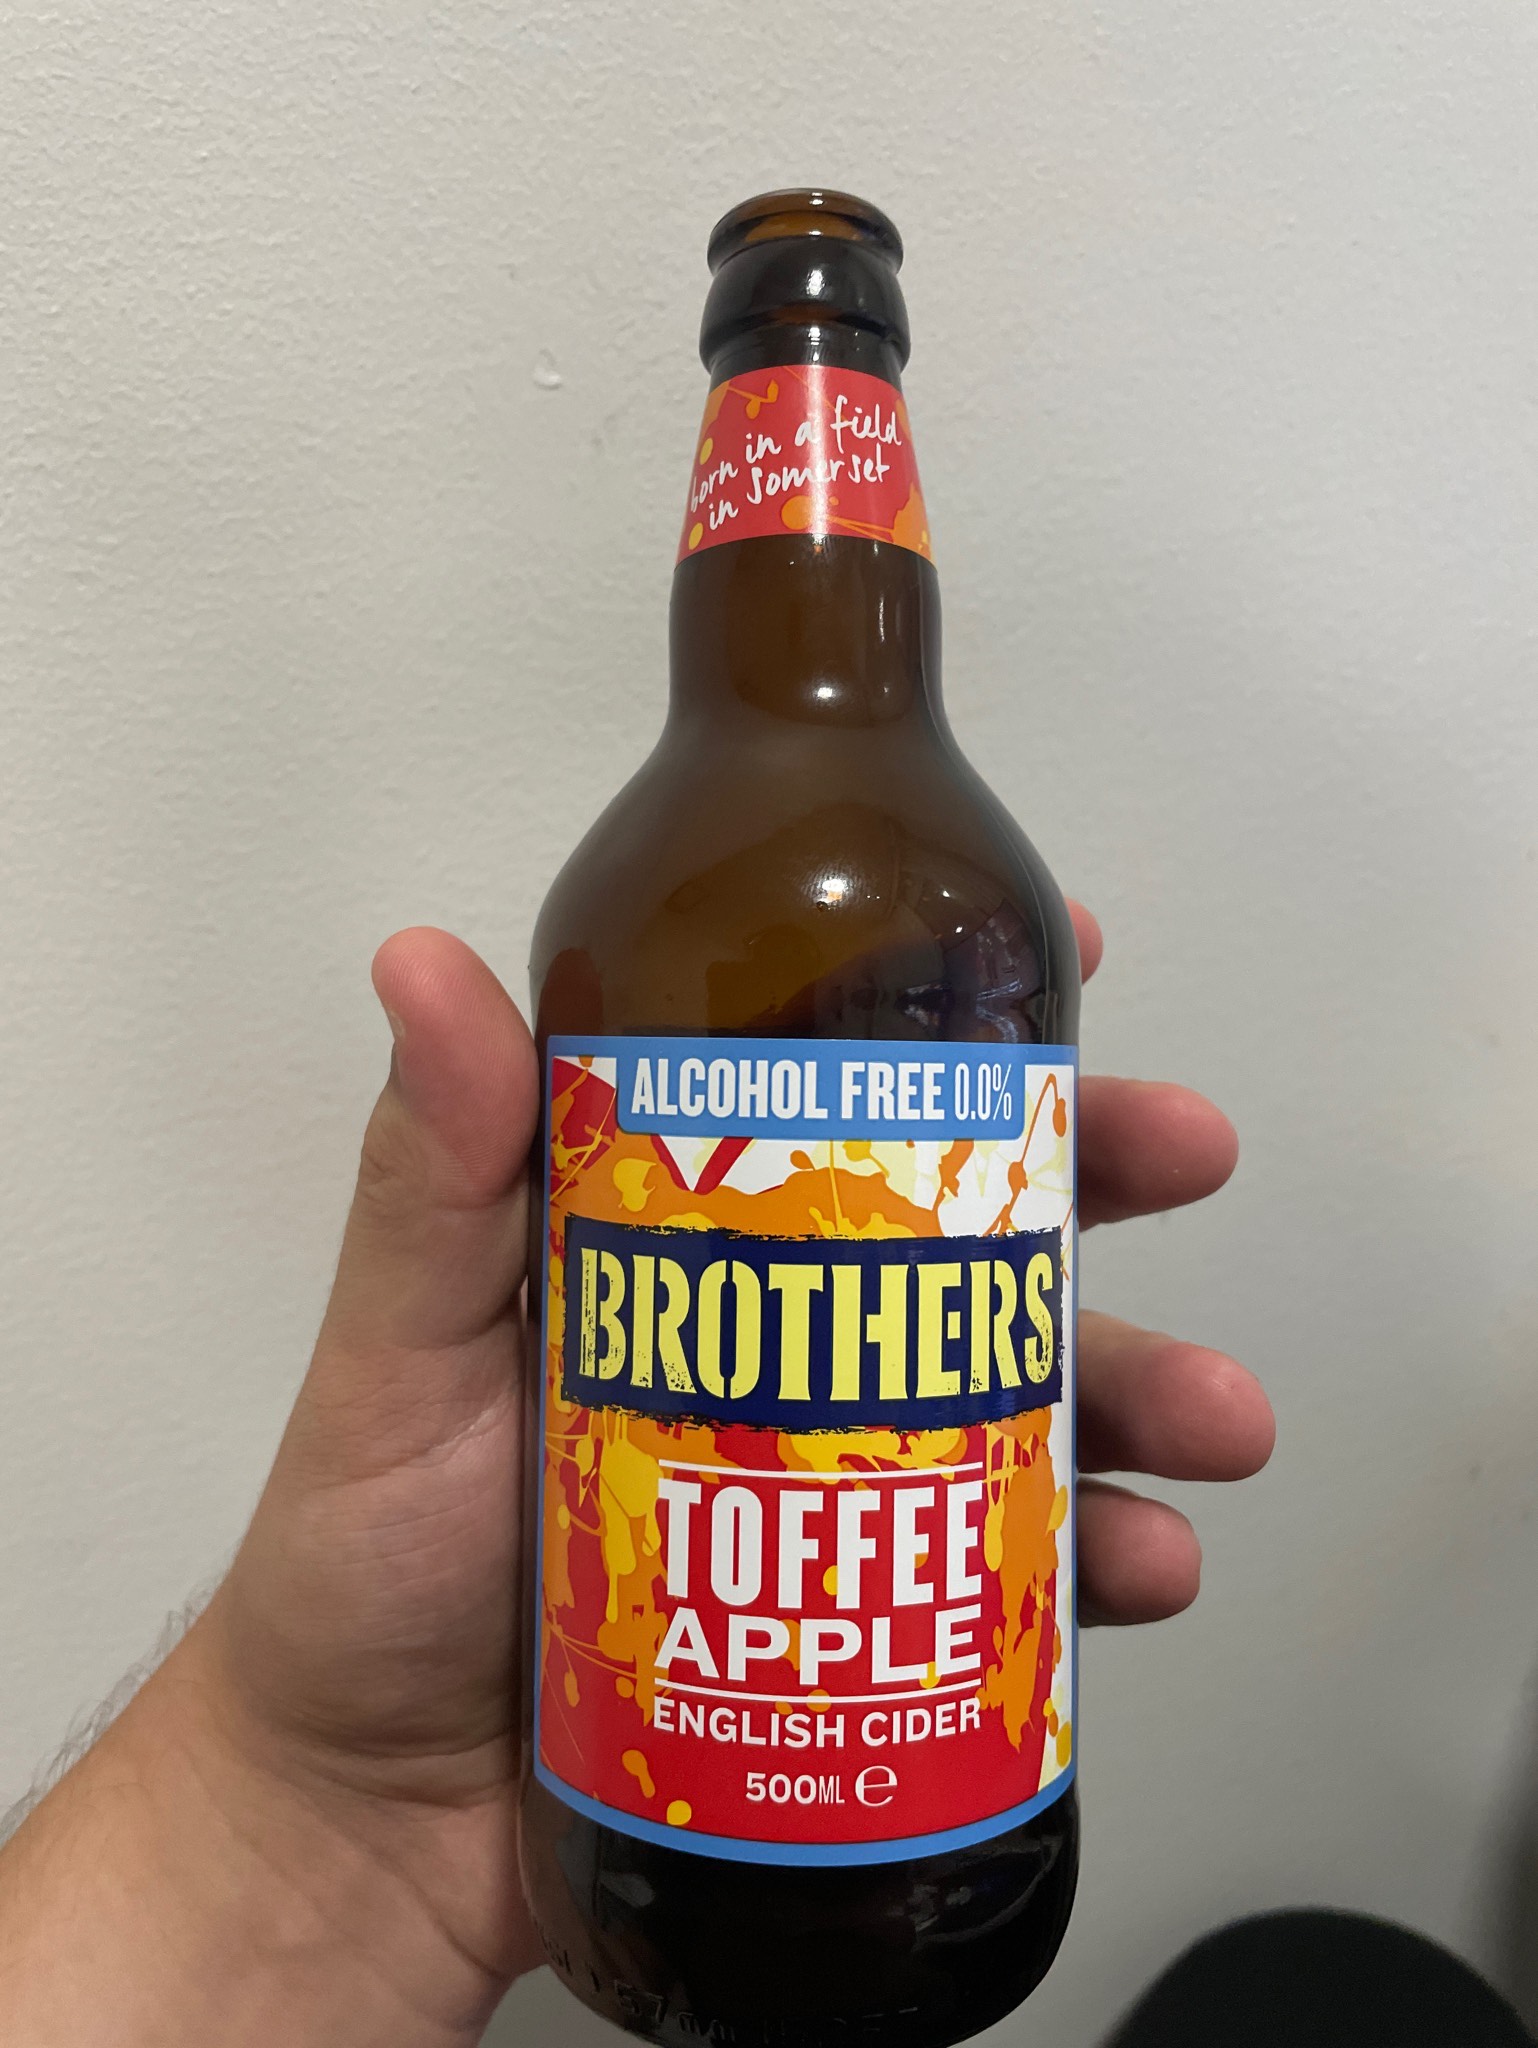 born in a field
in Somerset
ALCOHOL FREE 0.0%
BROTHERS
TOFFEE
APPLE
ENGLISH CIDER
500ML e